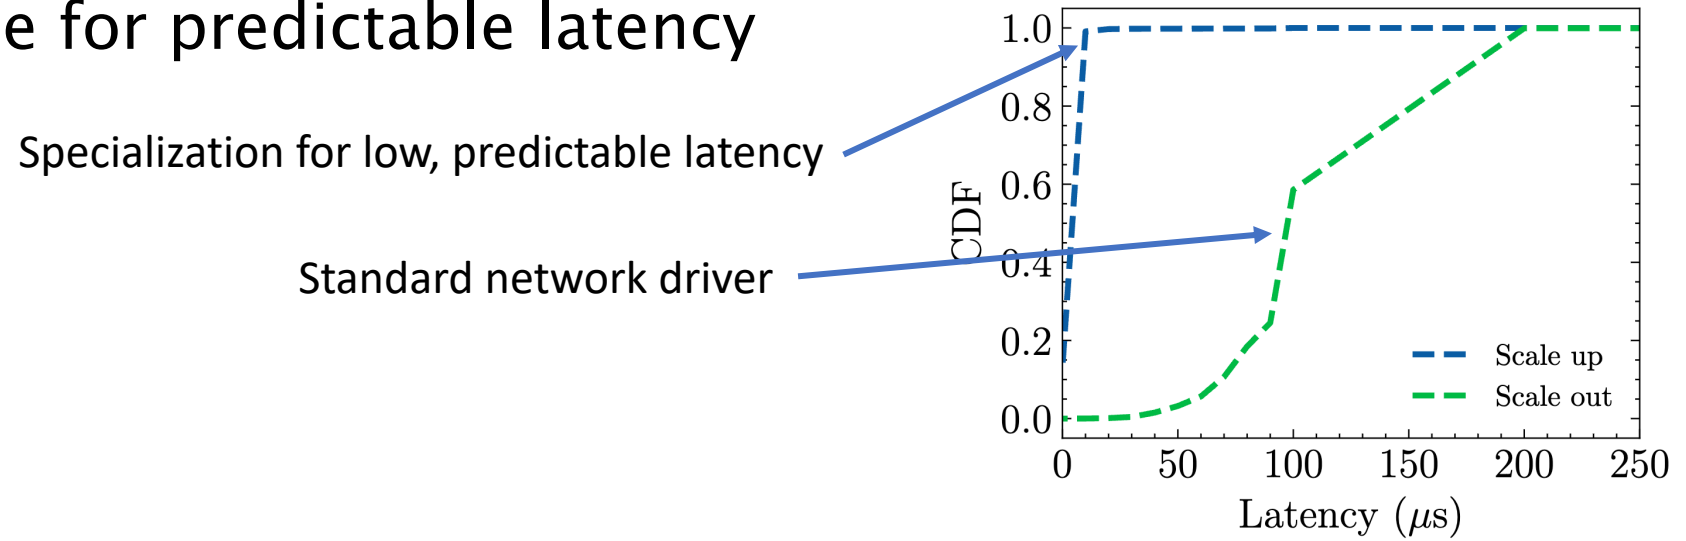 e for predictable latency
Specialization for low, predictable latency
Standard network driver
CDF
1.0
0.8
0.6
0.4
0.2
0.0
Scale up
Scale out
0 50 100 150 200 250
Latency (μs)